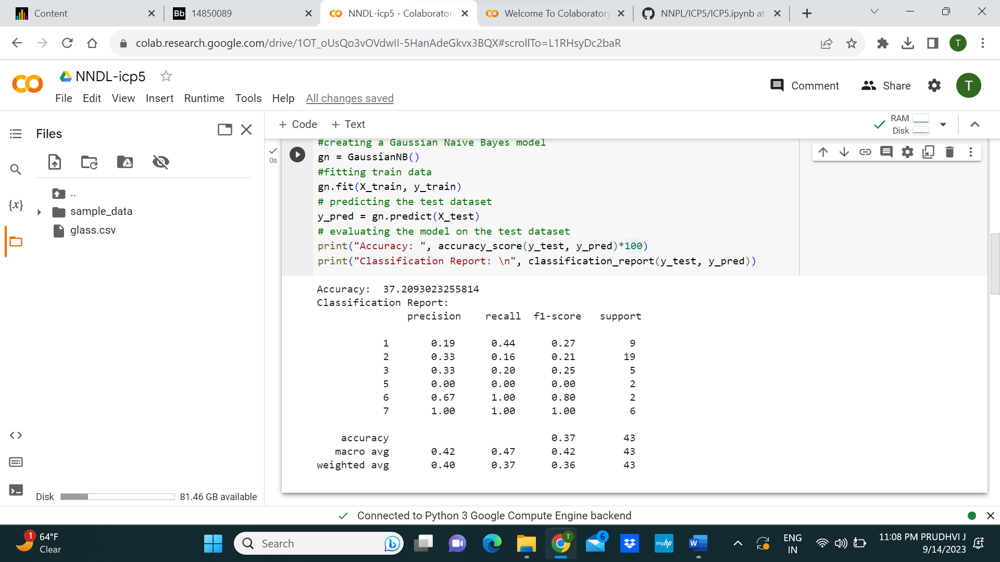 Content
Bb 14850089
NNDL-icp5 - Colaboratory
Welcome To Colaboratory
NNPL/ICP5/ICP5.ipynb at
colab.research.google.com/drive/1OT_oUsQo3vOVdwII-5HanAdeGkvx3BQX#scrollTo=L1RHsyDc2baR
T
NNDL-icp5
File Edit View Insert Runtime Tools Help All changes saved
Comment
Share
T
Files
+ Code + Text
RAM
Disk
{x}
..
sample_data
glass.csv
0s
#creating a Gaussian Naive Bayes model
gn = GaussianNB()
#fitting train data
gn.fit(X_train, y_train)
# predicting the test dataset
y_pred = gn.predict(X_test)
# evaluating the model on the test dataset
print("Accuracy: ", accuracy_score(y_test, y_pred)*100)
print("Classification Report: \n", classification_report(y_test, y_pred))
Accuracy:  37.2093023255814
Classification Report:
precision recall f1-score support
1 0.19 0.44 0.27 9
2 0.33 0.16 0.21 19
3 0.33 0.20 0.25 5
5 0.00 0.00 0.00 2
6 0.67 1.00 0.80 2
7 1.00 1.00 1.00 6
accuracy 0.37 43
macro avg 0.42 0.47 0.42 43
weighted avg 0.40 0.37 0.36 43
Disk 81.46 GB available
Connected to Python 3 Google Compute Engine backend
1
64°F
Clear
Search
T
6
myhp
W
ENG
IN
11:08 PM PRUDHVI J
9/14/2023